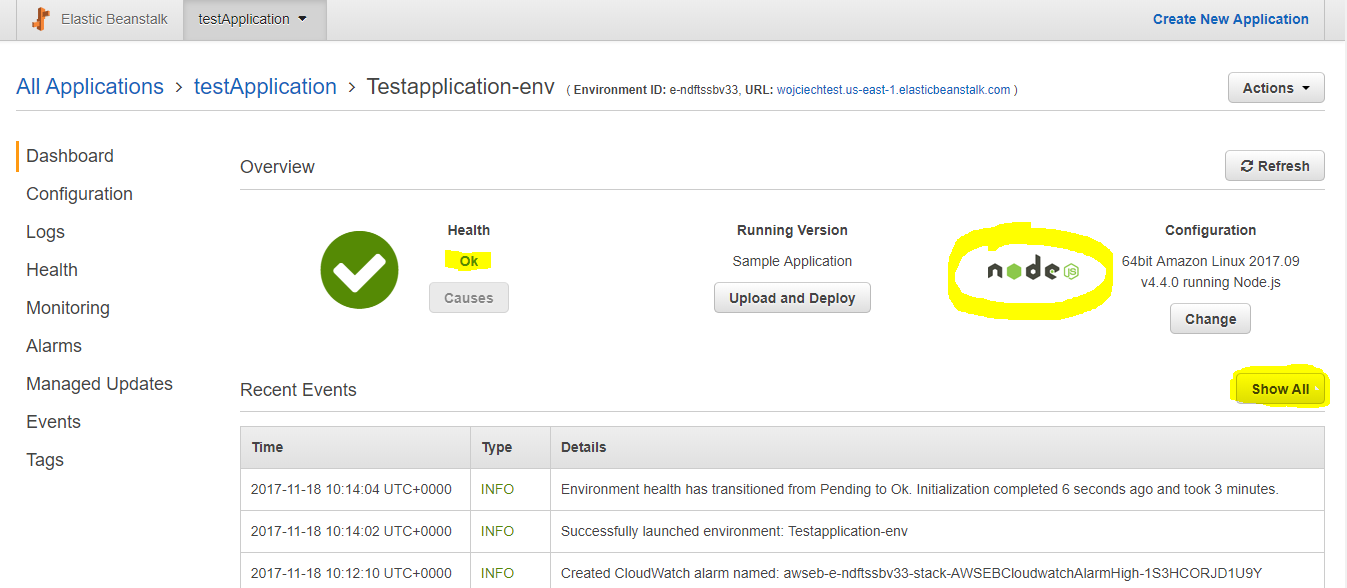 Elastic Beanstalk testApplication Create New Application
All Applications > testApplication > Testapplication-env ( Environment ID: e-ndftssbv33, URL: wojciechtest.us-east-1.elasticbeanstalk.com ) Actions
Dashboard
Configuration
Logs
Health
Monitoring
Alarms
Managed Updates
Events
Tags
Overview Refresh
Health
Ok
Causes
Running Version
Sample Application
Upload and Deploy
node JS
Configuration
64bit Amazon Linux 2017.09
v4.4.0 running Node.js
Change
Recent Events Show All
Time Type Details
2017-11-18 10:14:04 UTC+0000 INFO Environment health has transitioned from Pending to Ok. Initialization completed 6 seconds ago and took 3 minutes.
2017-11-18 10:14:02 UTC+0000 INFO Successfully launched environment: Testapplication-env
2017-11-18 10:12:10 UTC+0000 INFO Created CloudWatch alarm named: awseb-e-ndftssbv33-stack-AWSEBCloudwatchAlarmHigh-1S3HCORJD1U9Y